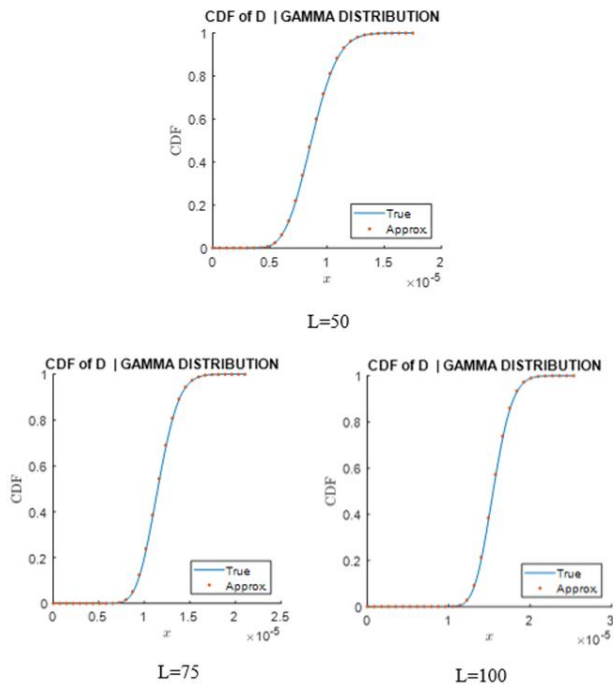 CDF of D | GAMMA DISTRIBUTION
1
0.8
0.6
0.4
0.2
0
CDF
True
Approx.
0 0.5 1 1.5 2
x
×10-5
L=50
CDF of D | GAMMA DISTRIBUTION
1
0.8
0.6
0.4
0.2
0
CDF
True
Approx.
0 0.5 1 1.5 2 2.5
x
×10-5
L=75
CDF of D | GAMMA DISTRIBUTION
1
0.8
0.6
0.4
0.2
0
CDF
True
Approx.
0 1 2 3
x
×10-5
L=100